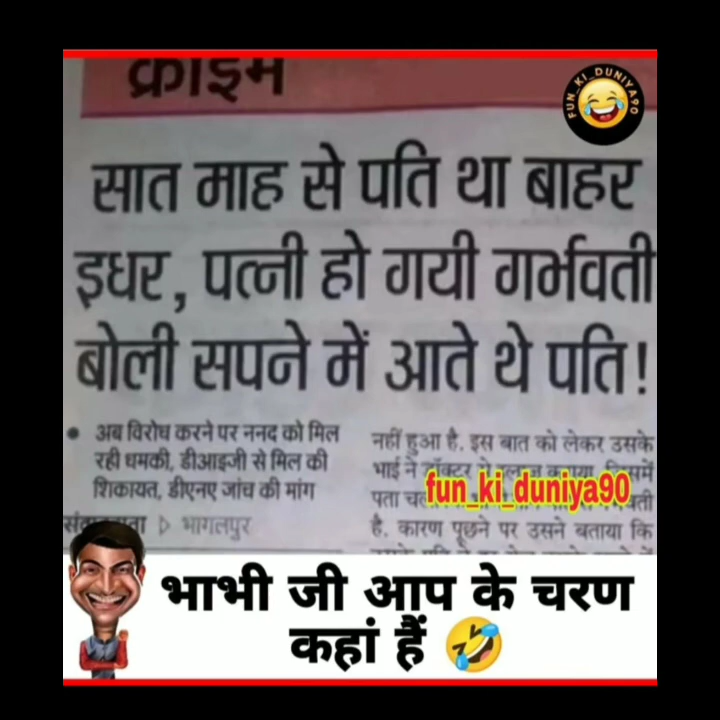 क्राइम
FUN_KI_DUNIYA90
सात माह से पति था बाहर
इधर, पत्नी हो गयी गर्भवती
बोली सपने में आते थे पति!
• अब विरोध करने पर ननद को मिल
रही धमकी, डीआइजी से मिल की
शिकायत, डीएनए जांच की मांग
भागलपुर
नहीं हुआ है. इस बात को लेकर उसके
भाई ने
पता
है. कारण पूछने पर उसने बताया कि
fun_ki_duniya90
भाभी जी आप के चरण
कहां हैं 🤣